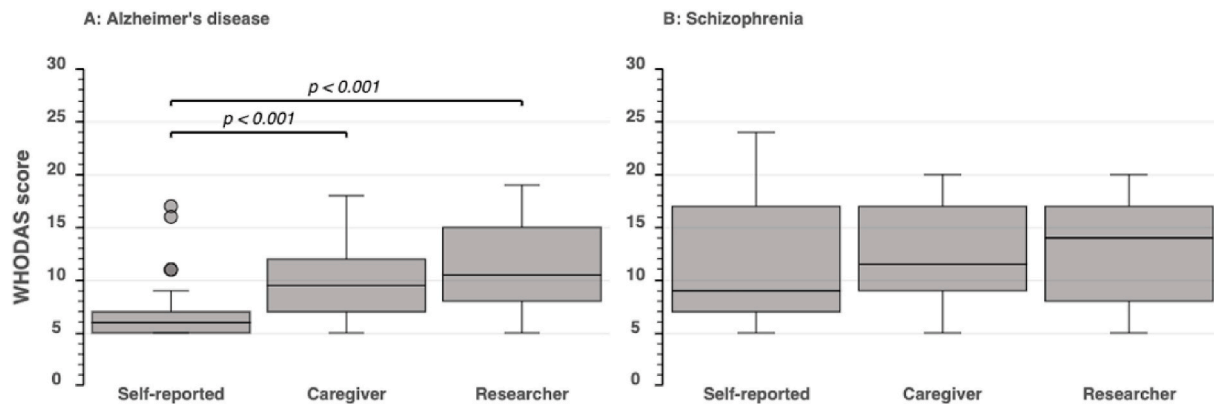 A: Alzheimer's disease
B: Schizophrenia
WHODAS score
30
25
20
15
10
5
0
p < 0.001
p < 0.001
Self-reported Caregiver Researcher
30
25
20
15
10
5
0
Self-reported Caregiver Researcher